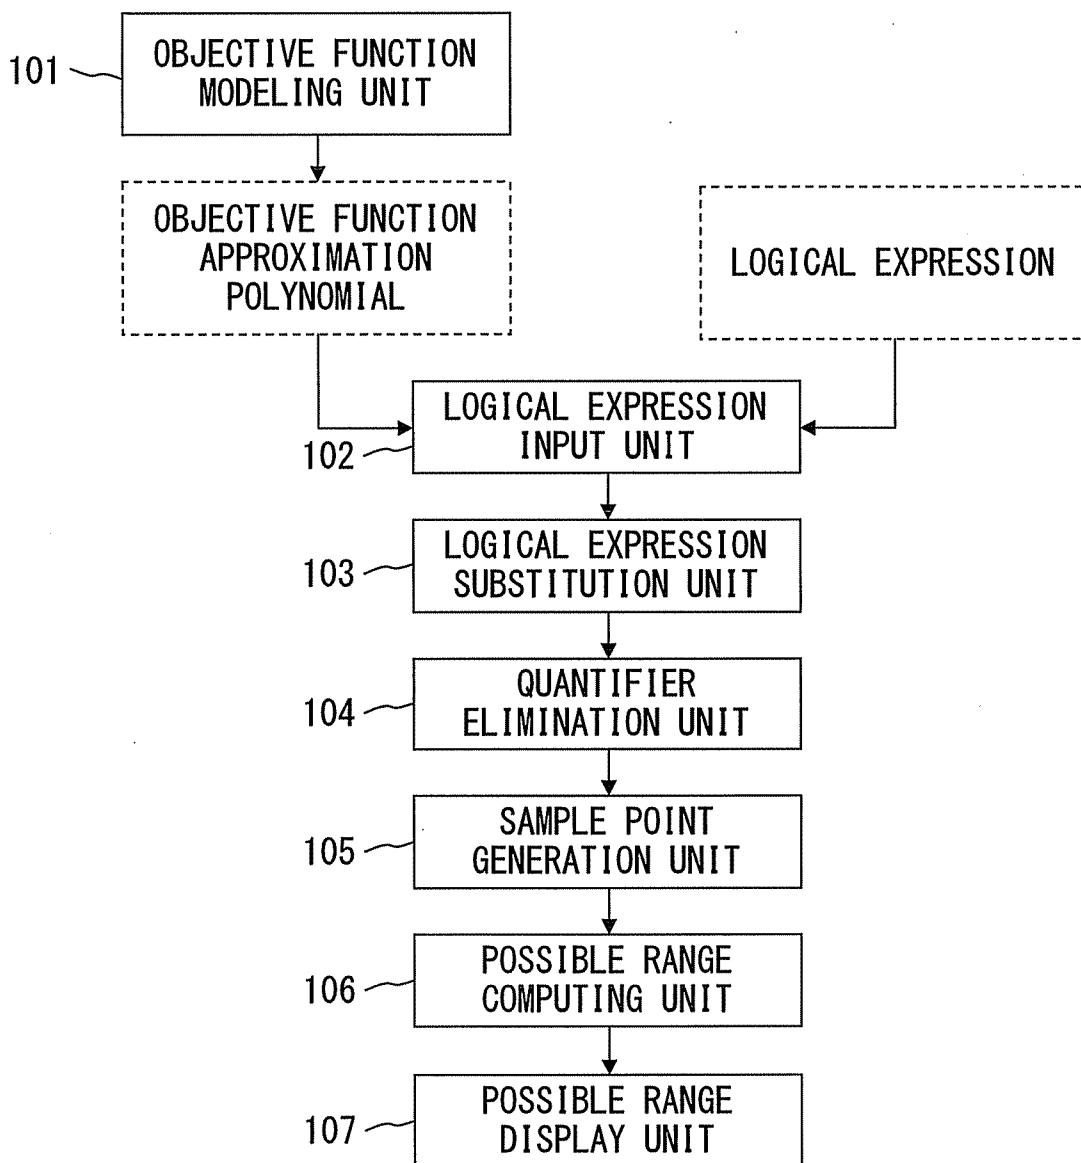 101
OBJECTIVE FUNCTION
MODELING UNIT
OBJECTIVE FUNCTION
APPROXIMATION
POLYNOMIAL
LOGICAL EXPRESSION
102
LOGICAL EXPRESSION
INPUT UNIT
103
LOGICAL EXPRESSION
SUBSTITUTION UNIT
104
QUANTIFIER
ELIMINATION UNIT
105
SAMPLE POINT
GENERATION UNIT
106
POSSIBLE RANGE
COMPUTING UNIT
107
POSSIBLE RANGE
DISPLAY UNIT